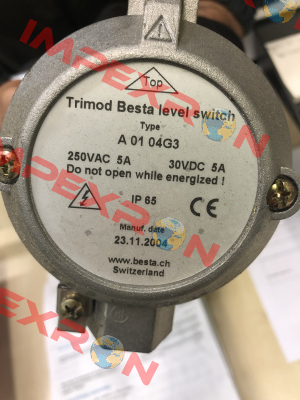 Top
Trimod Besta level switch
Type
A 01 04G3
250VAC 5A 30VDC 5A
Do not open while energized !
IP 65 CE
Manuf. date
23.11.2004
www.besta.ch
Switzerland
IMPEXRON
IMPEXRON